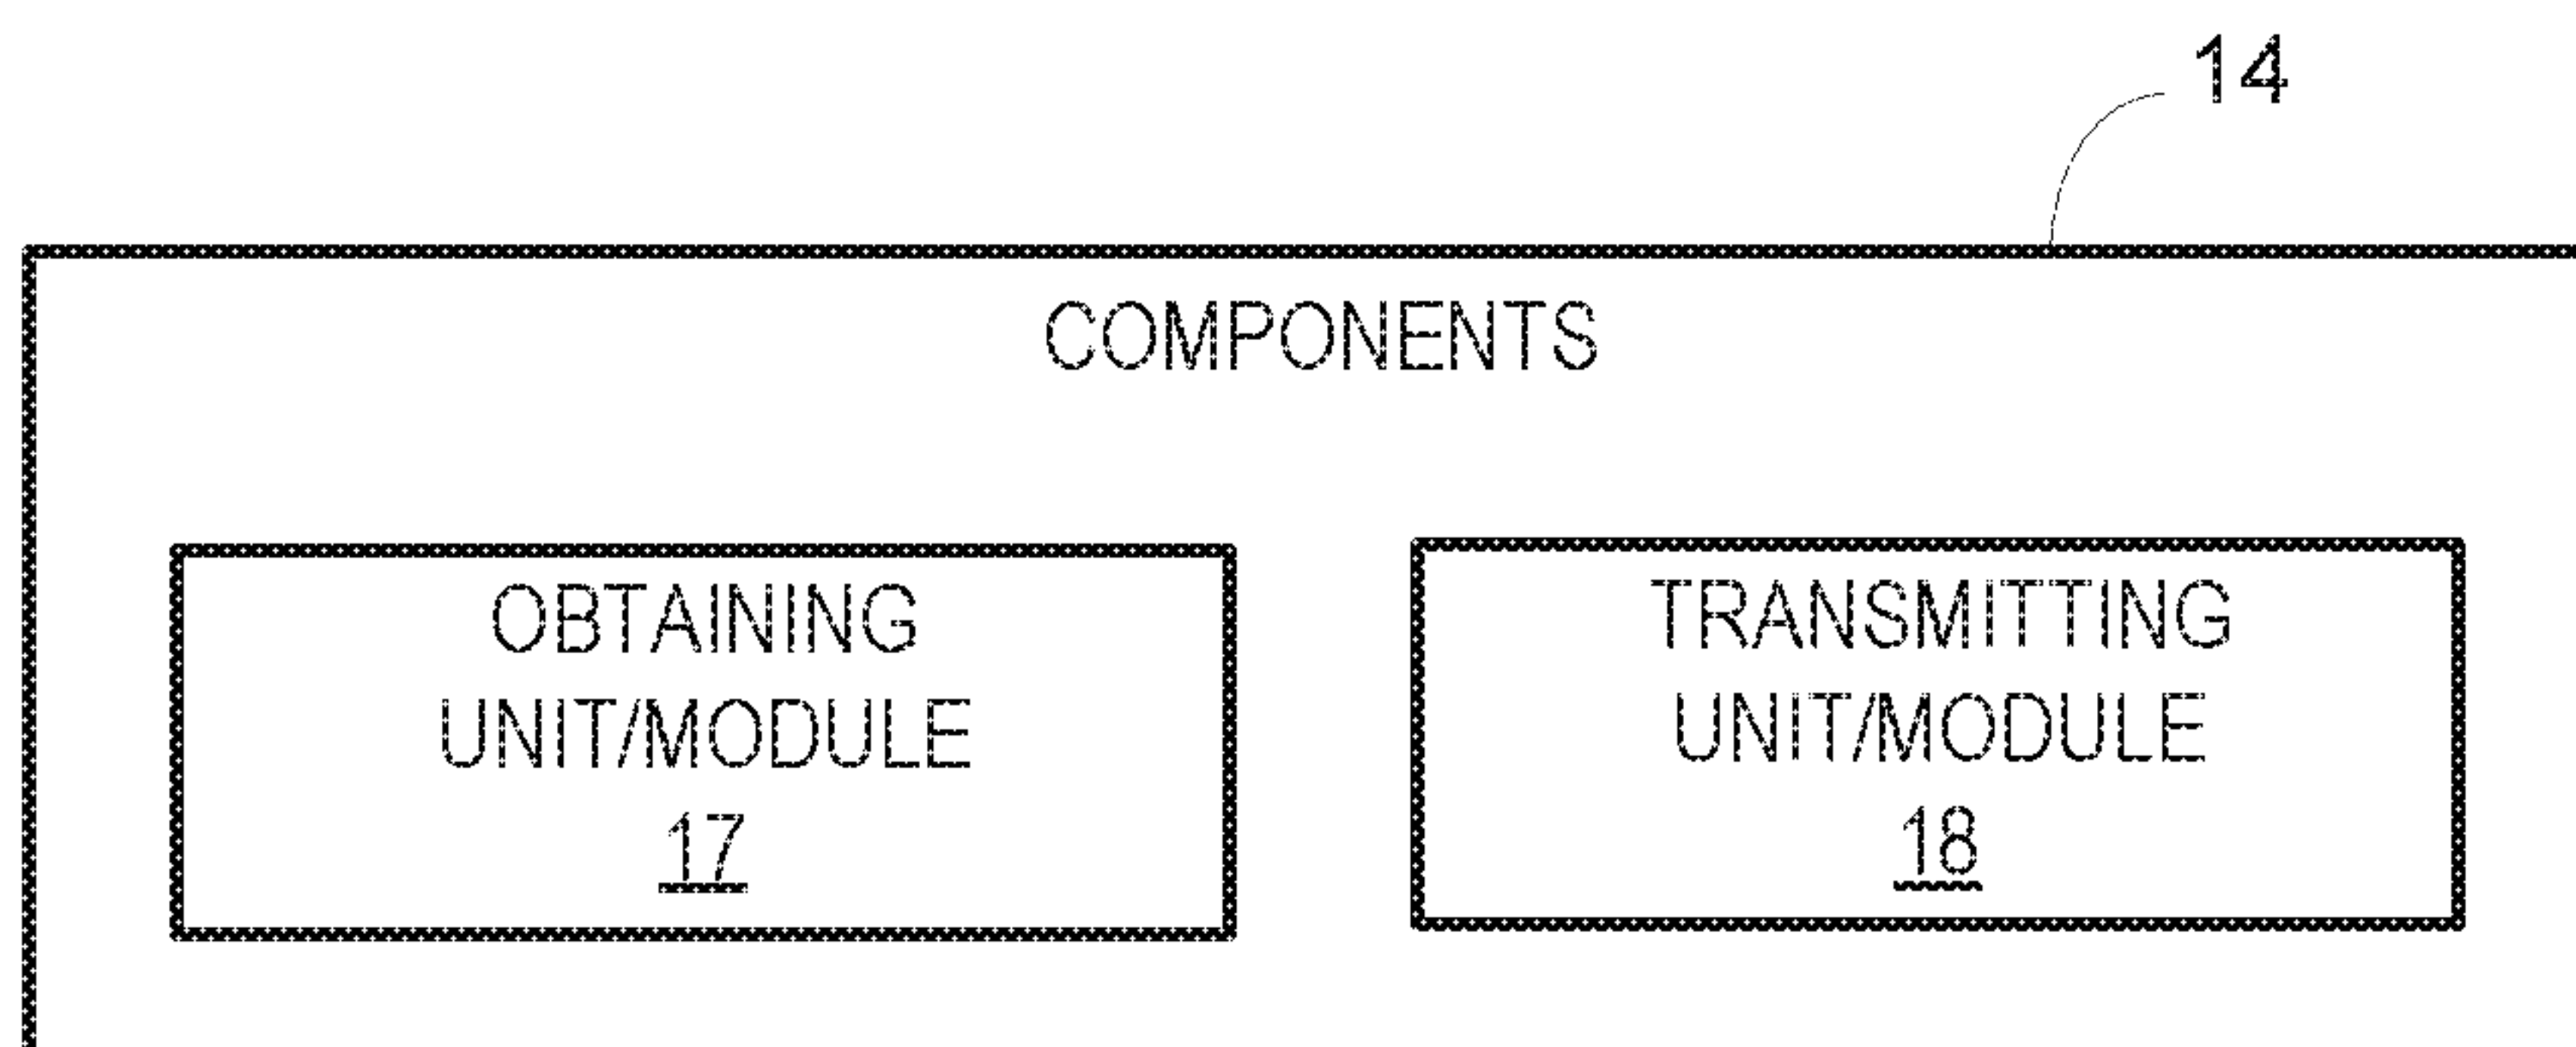 14
COMPONENTS
OBTAINING
UNIT/MODULE
17
TRANSMITTING
UNIT/MODULE
18